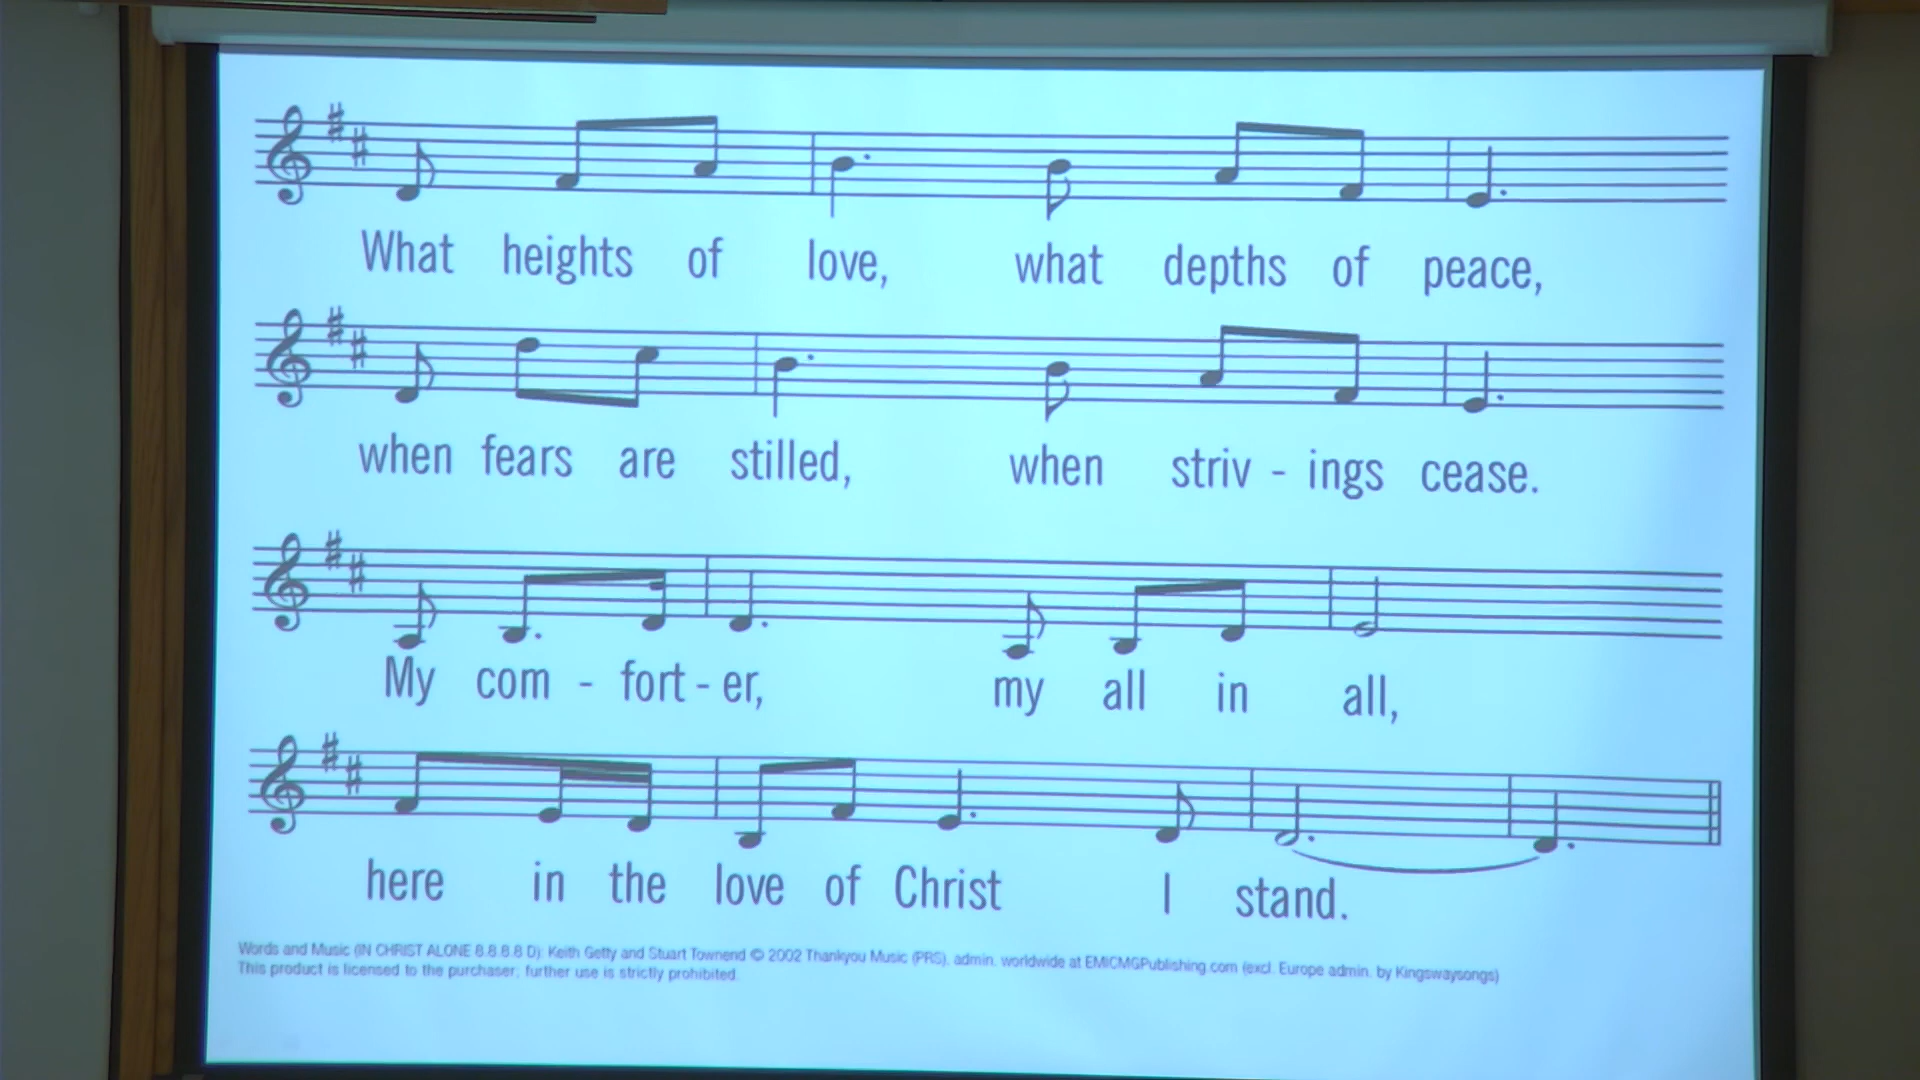 What heights of love, what depths of peace,
when fears are stilled, when striv - ings cease.
My com - fort - er, my all in all,
here in the love of Christ I stand.
Words and Music (IN CHRIST ALONE 8.8.8.8 D): Keith Getty and Stuart Townend © 2002 Thankyou Music (PRS), admin. worldwide at EMICMGPublishing.com (excl. Europe admin. by Kingswaysongs)
This product is licensed to the purchaser; further use is strictly prohibited.